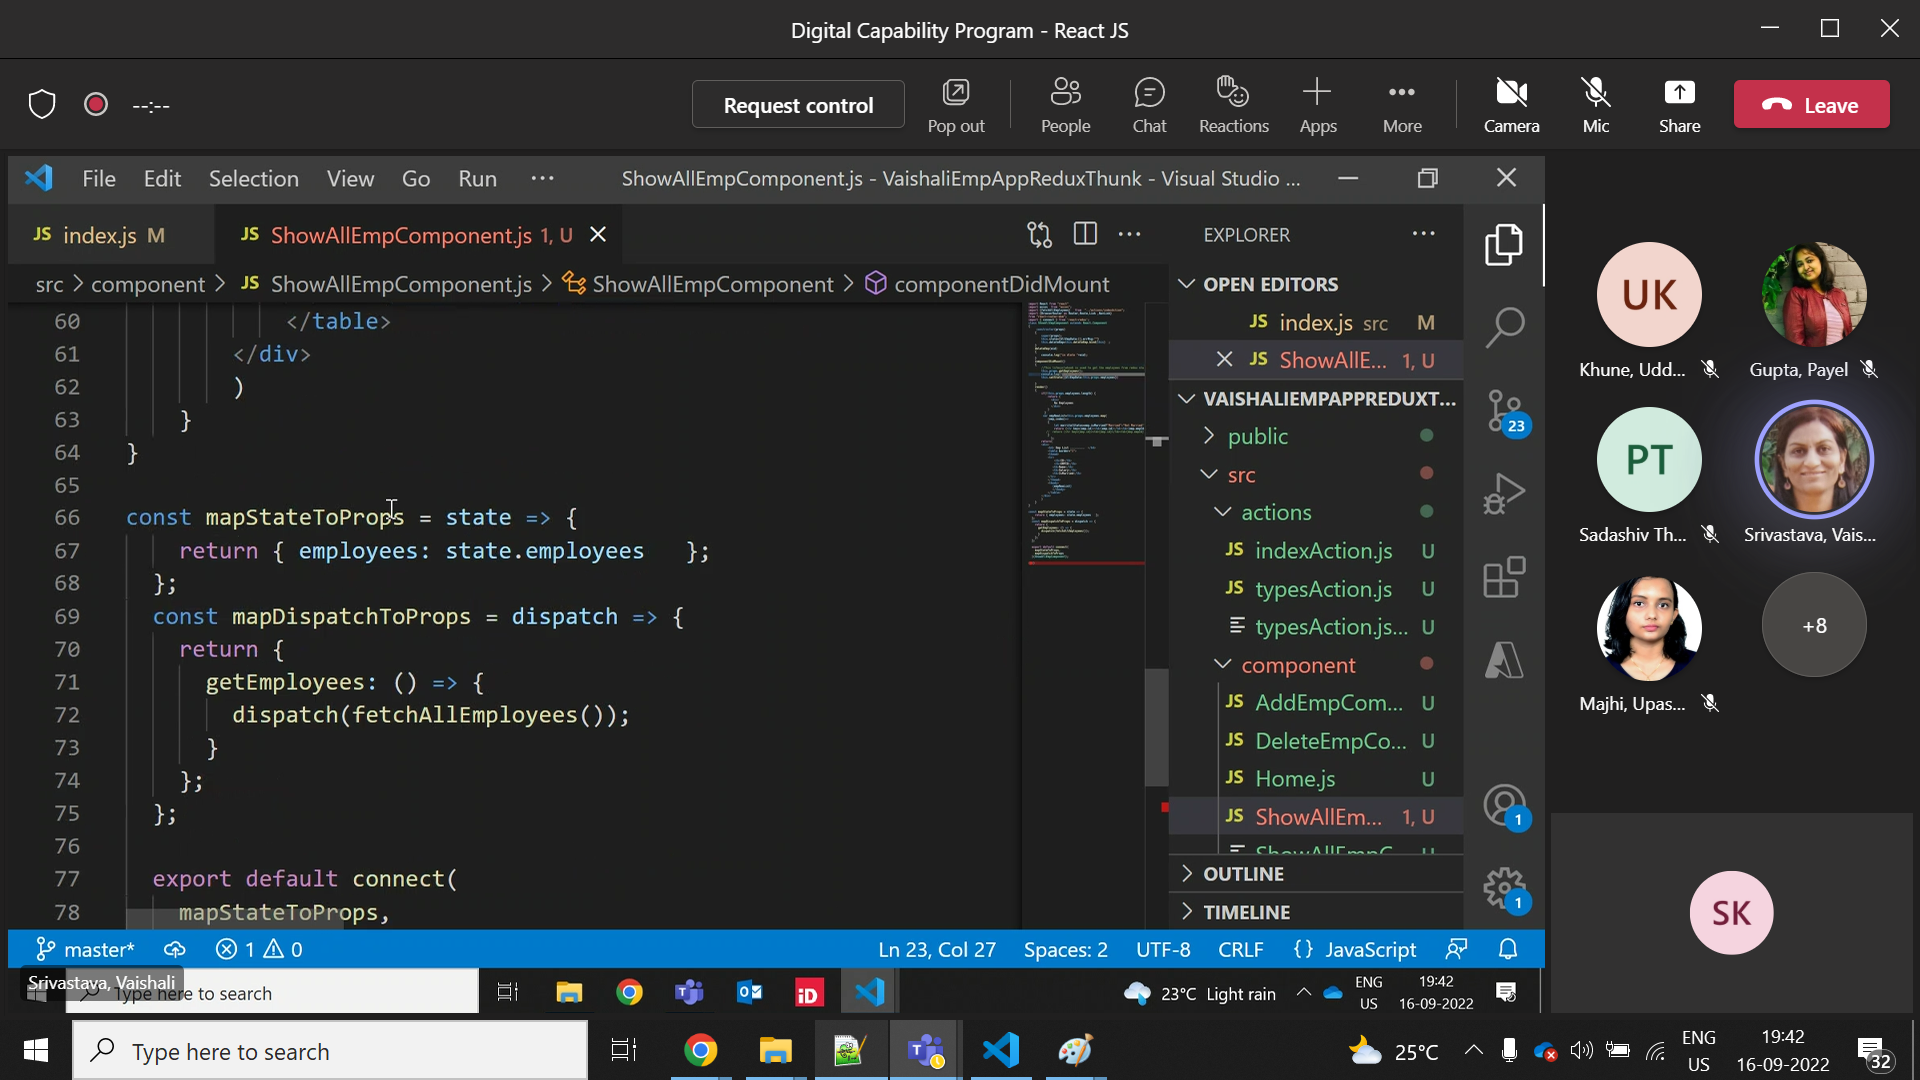 Digital Capability Program - React JS
--:--
Request control
Pop out
People
Chat
Reactions
Apps
More
Camera
Mic
Share
Leave
File Edit Selection View Go Run ··· ShowAllEmpComponent.js - VaishaliEmpAppReduxThunk - Visual Studio ...
JS index.js M
JS ShowAllEmpComponent.js 1, U
src > component > JS ShowAllEmpComponent.js > ShowAllEmpComponent > componentDidMount
60 </table>
61 </div>
62 )
63 }
64 }
65
66 const mapStateToProps = state => {
67 return { employees: state.employees };
68 };
69 const mapDispatchToProps = dispatch => {
70 return {
71 getEmployees: () => {
72 dispatch(fetchAllEmployees());
73 }
74 };
75 };
76
77 export default connect(
78 mapStateToProps,
EXPLORER
OPEN EDITORS
JS index.js src M
JS ShowAllE... 1, U
VAISHALIEMPAPPREDUXT...
public
src
actions
JS indexAction.js U
JS typesAction.js U
typesAction.js... U
component
JS AddEmpCom... U
JS DeleteEmpCo... U
JS Home.js U
JS ShowAllEm... 1, U
ShowAllEmpC... U
OUTLINE
TIMELINE
23
1
1
master* 1 0
Ln 23, Col 27 Spaces: 2 UTF-8 CRLF {} JavaScript
Srivastava, Vaishali
Type here to search
iD
23°C Light rain
ENG
US
19:42
16-09-2022
UK
Khune, Udd...
Gupta, Payel
PT
Sadashiv Th...
Srivastava, Vais...
Majhi, Upas...
+8
SK
Type here to search
25°C
ENG
US
19:42
16-09-2022
32